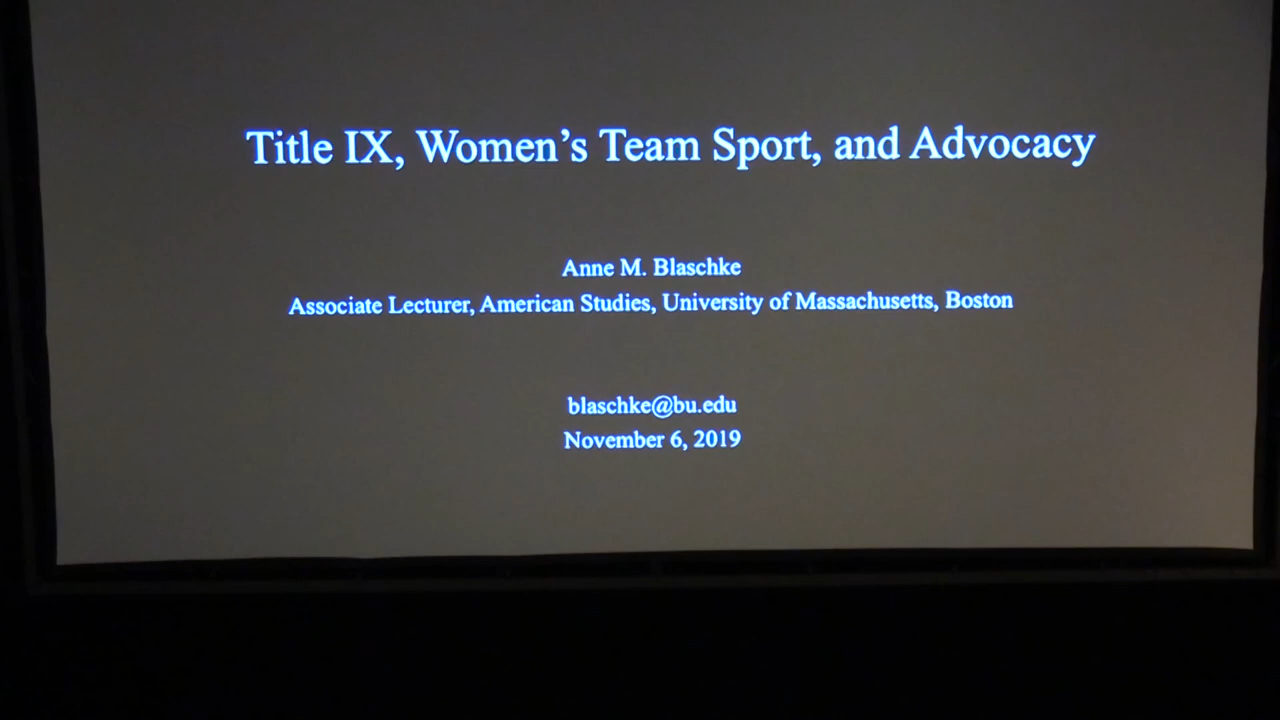 Title IX, Women’s Team Sport, and Advocacy
Anne M. Blaschke
Associate Lecturer, American Studies, University of Massachusetts, Boston
blaschke@bu.edu
November 6, 2019